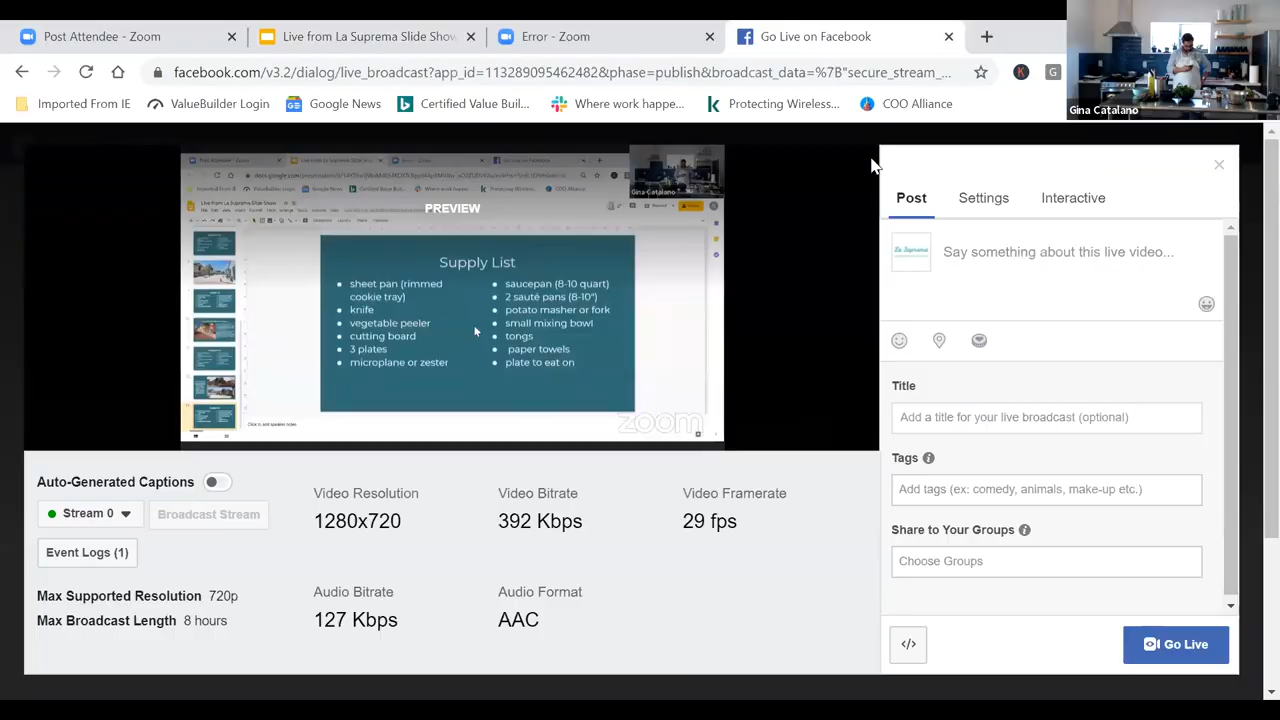 Post Attendee - Zoom
Live from La Suprema Slide Show
Error - Zoom
Go Live on Facebook
facebook.com/v3.2/dialog/live_broadcast?app_id=113289095462482&phase=publish&broadcast_data=%7B"secure_stream_...
K
G
Imported From IE
ValueBuilder Login
Google News
Certified Value Buil...
Where work happe...
Protecting Wireless...
COO Alliance
Gina Catalano
PREVIEW
Supply List
sheet pan (rimmed
cookie tray)
knife
vegetable peeler
cutting board
3 plates
microplane or zester
saucepan (8-10 quart)
2 sauté pans (8-10")
potato masher or fork
small mixing bowl
tongs
paper towels
plate to eat on
zoom
Post
Settings
Interactive
La Suprema
Say something about this live video...
Title
Add a title for your live broadcast (optional)
Tags
Add tags (ex: comedy, animals, make-up etc.)
Share to Your Groups
Choose Groups
</>
Go Live
Auto-Generated Captions
Stream 0
Broadcast Stream
Event Logs (1)
Max Supported Resolution 720p
Max Broadcast Length 8 hours
Video Resolution
1280x720
Video Bitrate
392 Kbps
Video Framerate
29 fps
Audio Bitrate
127 Kbps
Audio Format
AAC